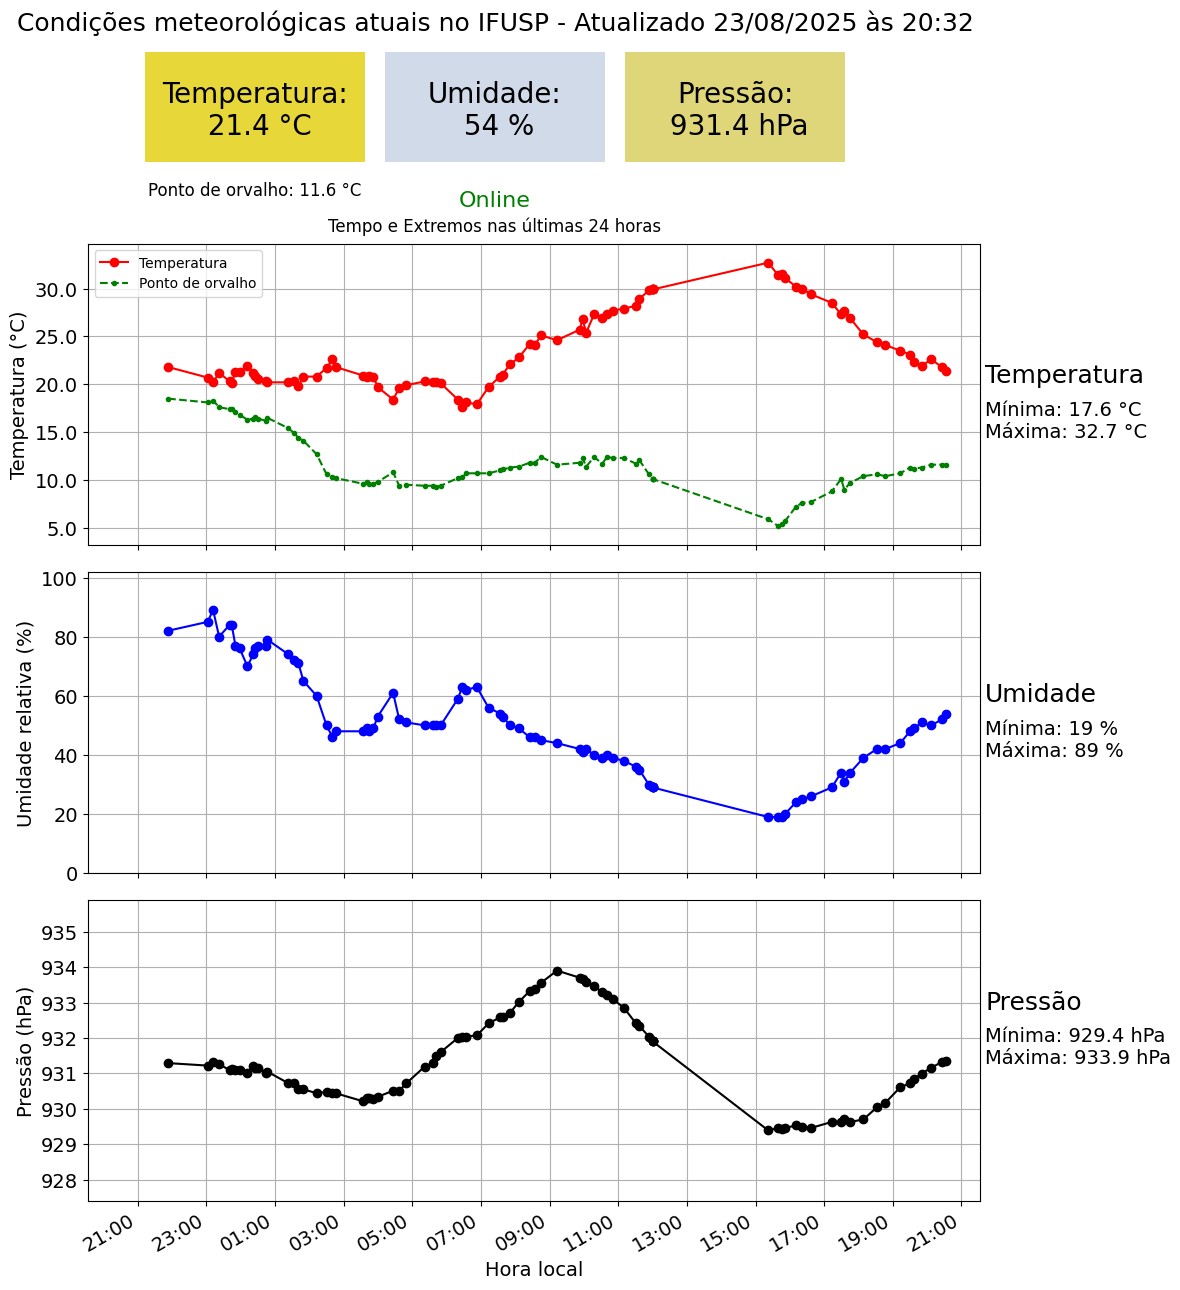 Condições meteorológicas atuais no IFUSP - Atualizado 23/08/2025 às 20:32
Temperatura:
21.4 °C
Umidade:
54 %
Pressão:
931.4 hPa
Ponto de orvalho: 11.6 °C
Online
Tempo e Extremos nas últimas 24 horas
Temperatura
Ponto de orvalho
Temperatura (°C)
30.0
25.0
20.0
15.0
10.0
5.0
Temperatura
Mínima: 17.6 °C
Máxima: 32.7 °C
Umidade relativa (%)
100
80
60
40
20
0
Umidade
Mínima: 19 %
Máxima: 89 %
Pressão (hPa)
935
934
933
932
931
930
929
928
Pressão
Mínima: 929.4 hPa
Máxima: 933.9 hPa
21:00
23:00
01:00
03:00
05:00
07:00
09:00
11:00
13:00
15:00
17:00
19:00
21:00
Hora local